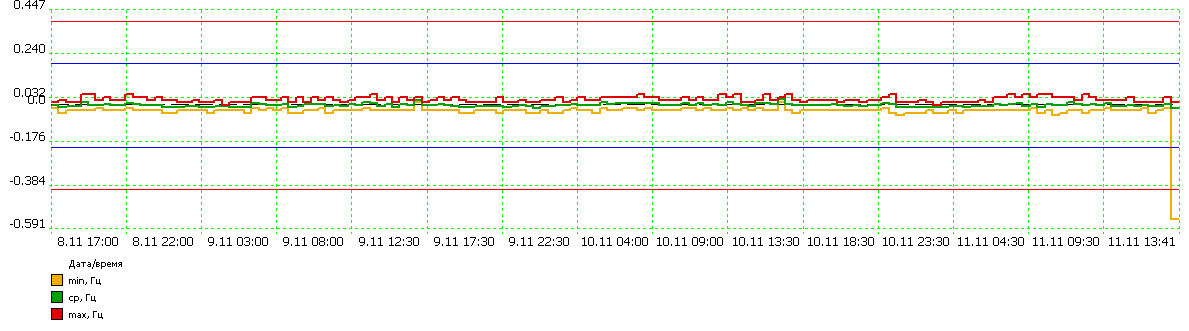 0.447
0.240
0.032
0.0
-0.176
-0.384
-0.591
8.11 17:00 8.11 22:00 9.11 03:00 9.11 08:00 9.11 12:30 9.11 17:30 9.11 22:30 10.11 04:00 10.11 09:00 10.11 13:30 10.11 18:30 10.11 23:30 11.11 04:30 11.11 09:30 11.11 13:41
Дата/время
min, Гц
ср, Гц
max, Гц